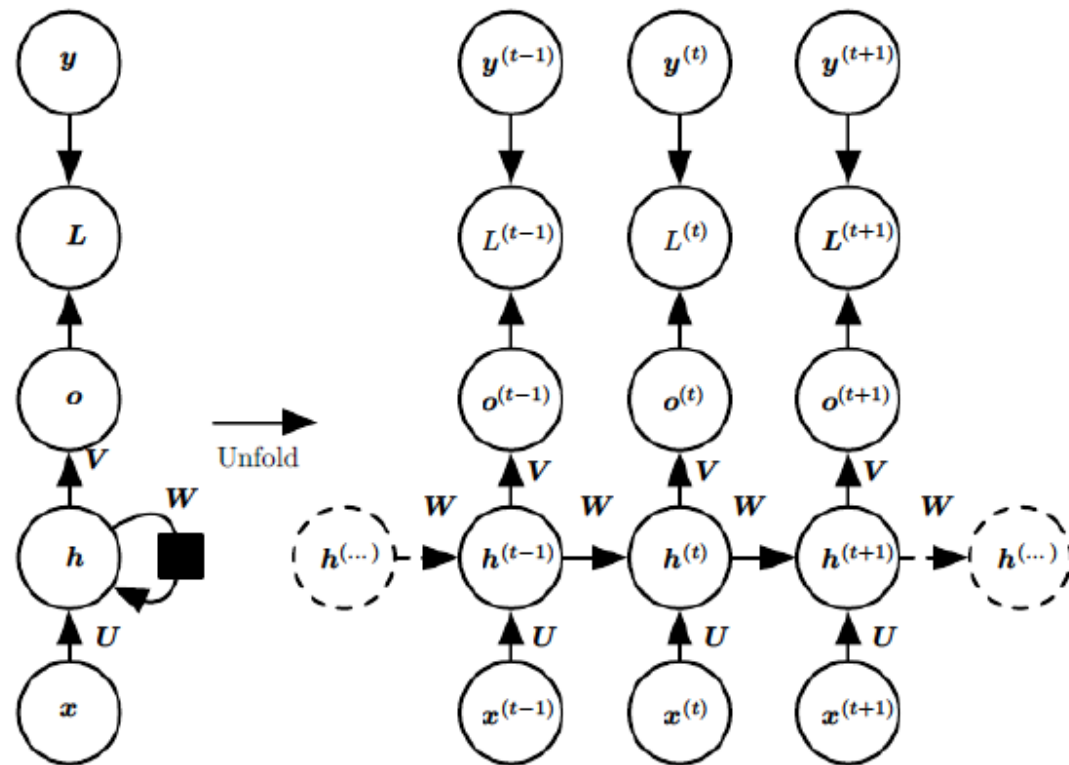 y y^(t−1) y^(t) y^(t+1)
L L^(t−1) L^(t) L^(t+1)
o o^(t−1) o^(t) o^(t+1)
Unfold
V V V V
W W W W W
h h^(...) h^(t−1) h^(t) h^(t+1) h^(...)
U U U U
x x^(t−1) x^(t) x^(t+1)